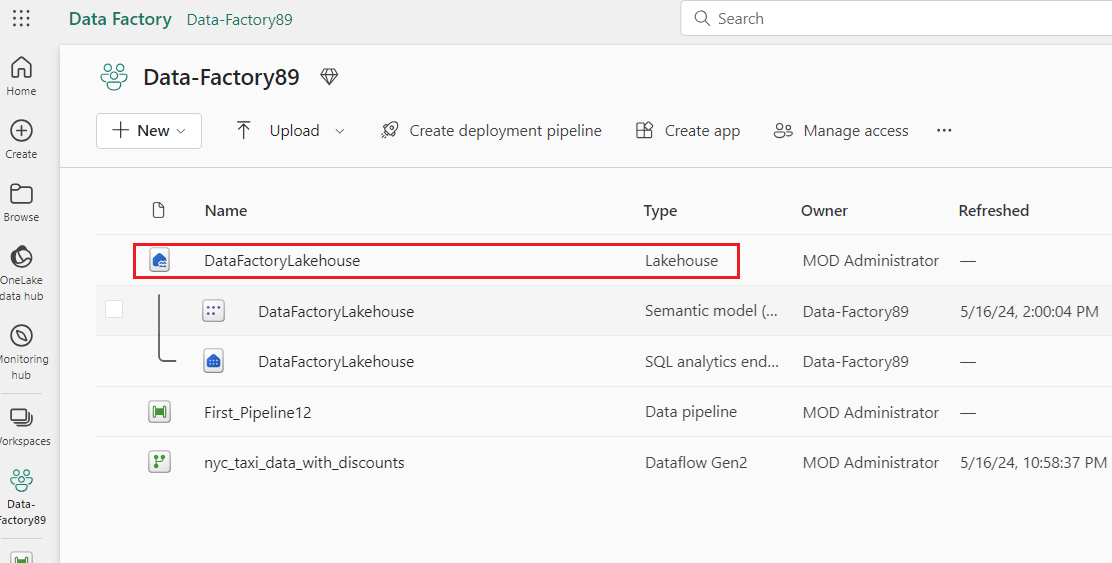 Data Factory Data-Factory89 Search
Home
Create
Browse
OneLake
data hub
Monitoring
hub
Workspaces
Data-
Factory89
Data-Factory89
New Upload Create deployment pipeline Create app Manage access ...
Name Type Owner Refreshed
DataFactoryLakehouse Lakehouse MOD Administrator —
DataFactoryLakehouse Semantic model (... Data-Factory89 5/16/24, 2:00:04 PM
DataFactoryLakehouse SQL analytics end... Data-Factory89 —
First_Pipeline12 Data pipeline MOD Administrator —
nyc_taxi_data_with_discounts Dataflow Gen2 MOD Administrator 5/16/24, 10:58:37 PM